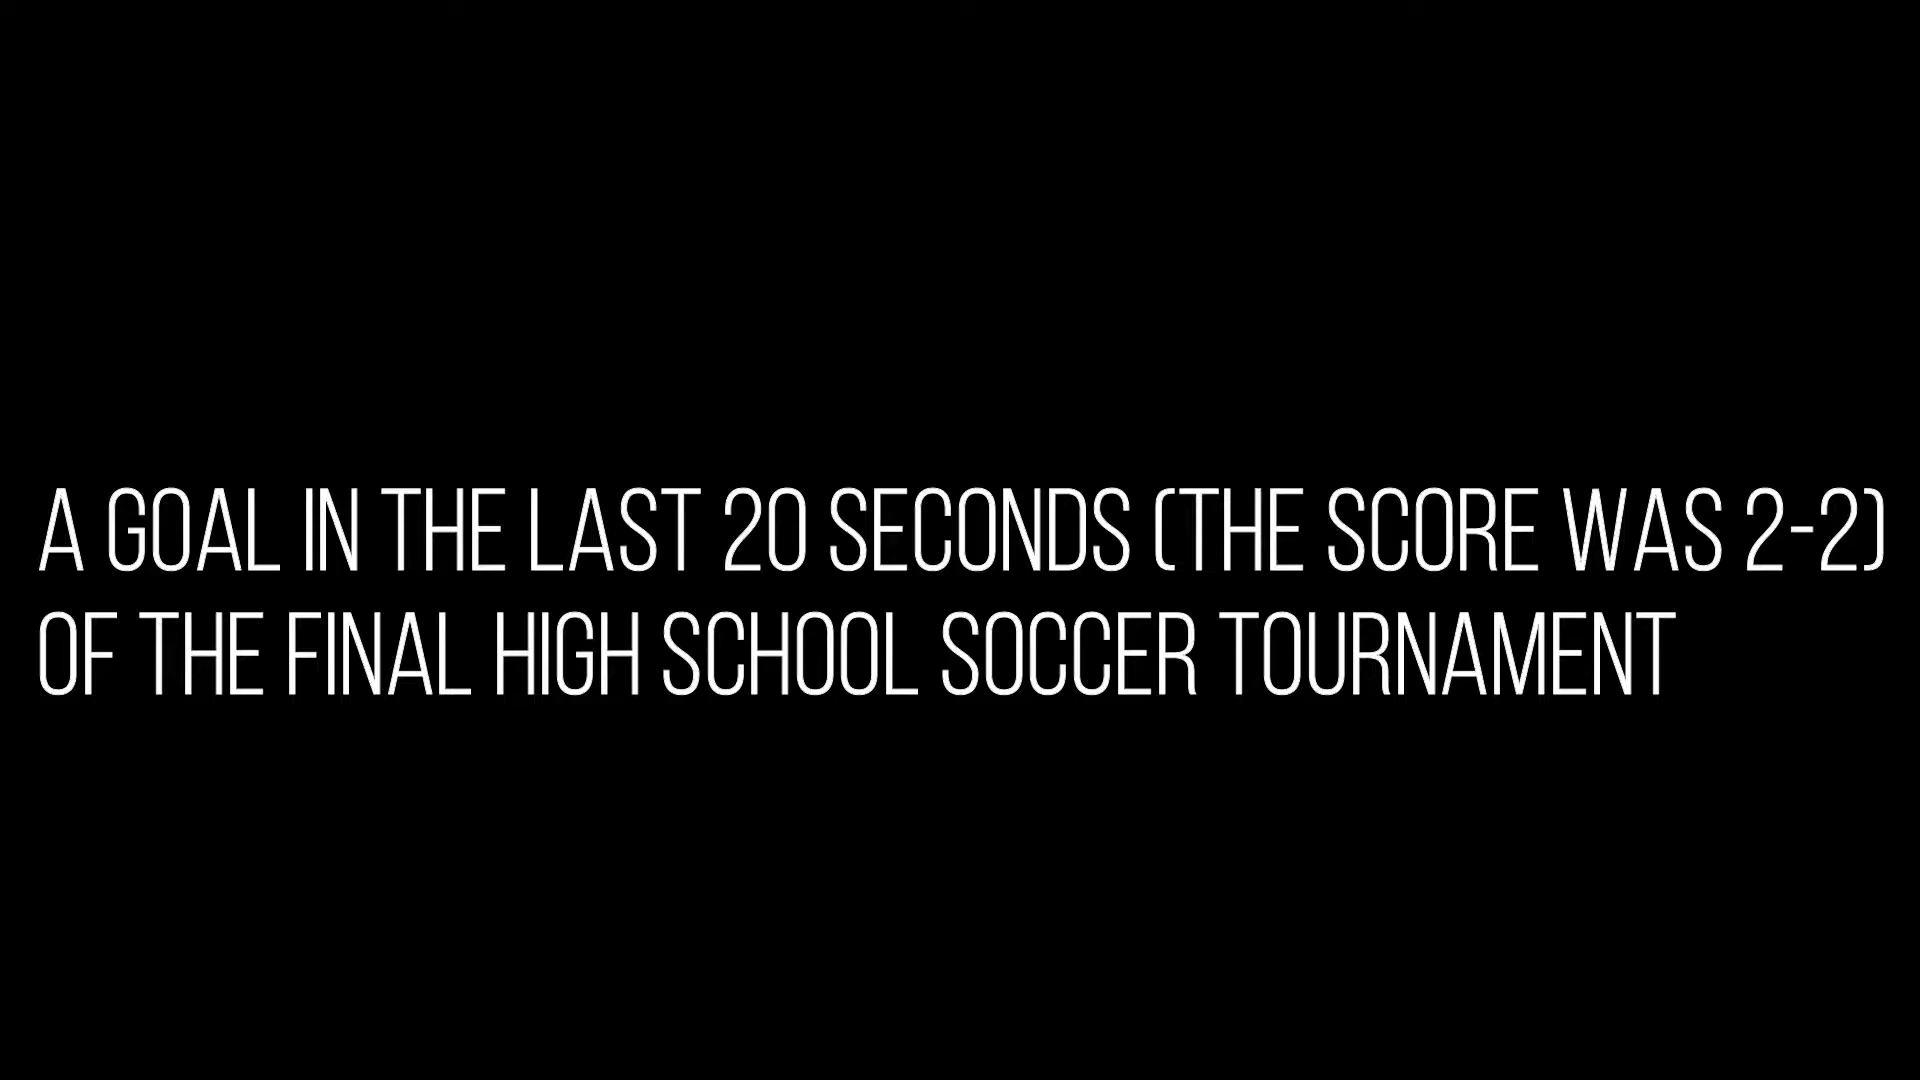 A GOAL IN THE LAST 20 SECONDS (THE SCORE WAS 2-2)
OF THE FINAL HIGH SCHOOL SOCCER TOURNAMENT